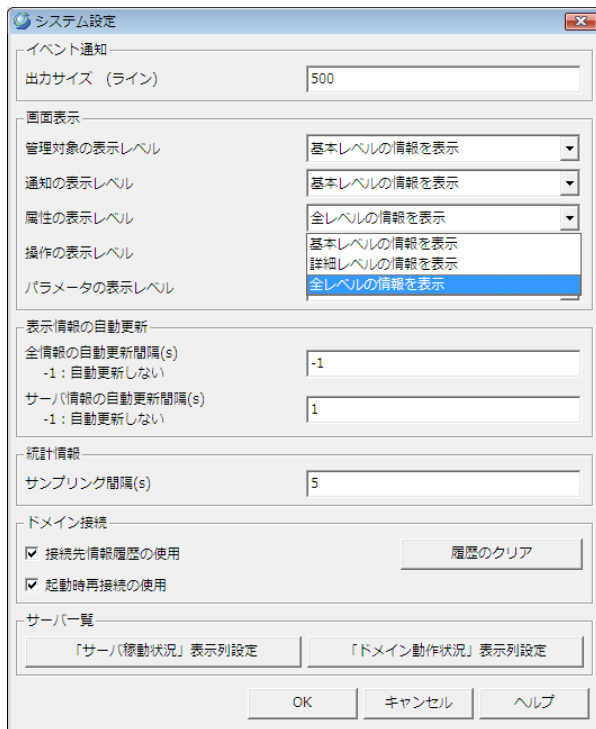 システム設定
イベント通知
出力サイズ (ライン)
500
画面表示
管理対象の表示レベル
基本レベルの情報を表示
通知の表示レベル
基本レベルの情報を表示
属性の表示レベル
全レベルの情報を表示
基本レベルの情報を表示
操作の表示レベル
詳細レベルの情報を表示
全レベルの情報を表示
パラメータの表示レベル
表示情報の自動更新
全情報の自動更新間隔(s)
-1:自動更新しない
-1
サーバ情報の自動更新間隔(s)
-1:自動更新しない
1
統計情報
サンプリング間隔(s)
5
ドメイン接続
接続先情報履歴の使用
履歴のクリア
起動時再接続の使用
サーバ一覧
「サーバ稼動状況」表示列設定
「ドメイン動作状況」表示列設定
OK
キャンセル
ヘルプ